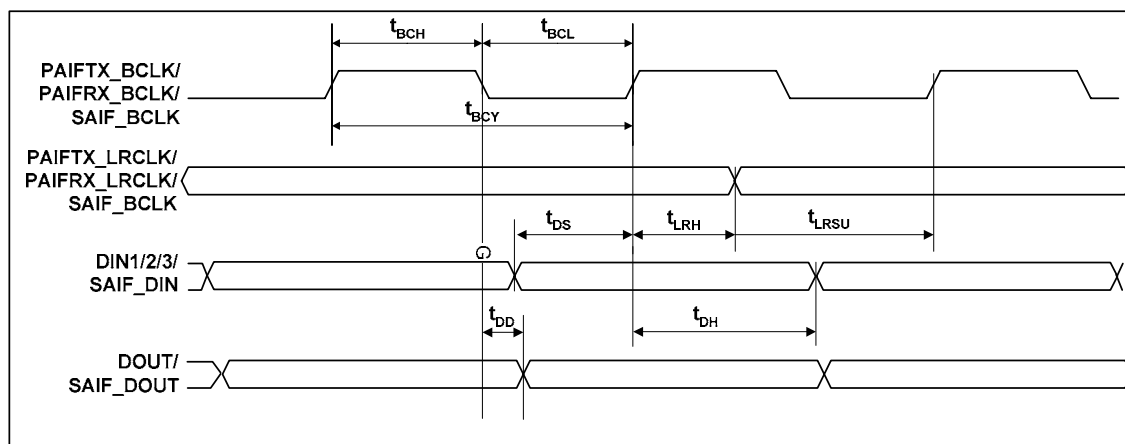 tBCH
tBCL
PAIFTX_BCLK/
PAIFRX_BCLK/
SAIF_BCLK
tBCY
PAIFTX_LRCLK/
PAIFRX_LRCLK/
SAIF_BCLK
tDS
tLRH
tLRSU
G
DIN1/2/3/
SAIF_DIN
tDD
tDH
DOUT/
SAIF_DOUT